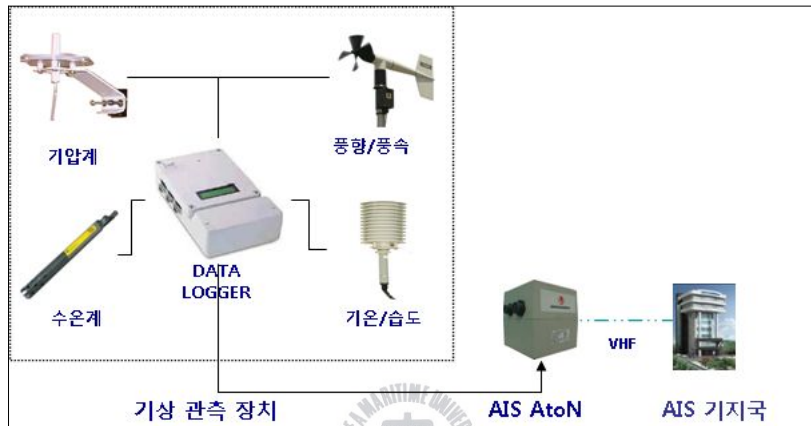 기압계
풍향/풍속
DATA
LOGGER
수온계
기온/습도
VHF
기상 관측 장치
AIS AtoN
AIS 기지국
MARITIME